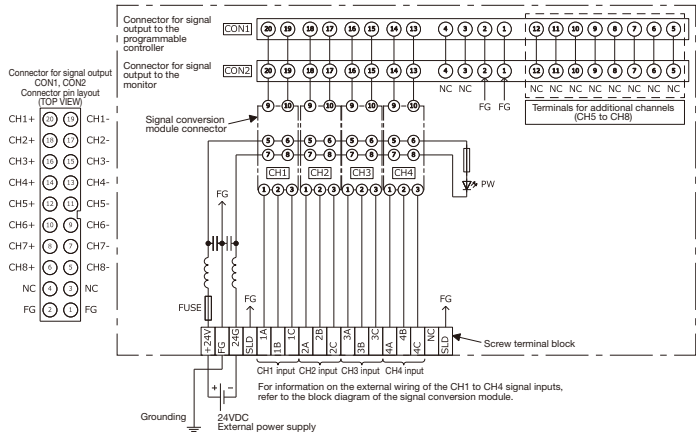 Connector for signal
output to the
programmable
controller
CON1
20 19 18 17 16 15 14 13 4 3 2 1 12 11 10 9 8 7 6 5
Connector for signal
output to the
monitor
CON2
20 19 18 17 16 15 14 13 4 3 2 1 12 11 10 9 8 7 6 5
NC NC NC NC NC NC NC NC NC NC
FG FG
Terminals for additional channels
(CH5 to CH8)
Connector for signal output
CON1, CON2
Connector pin layout
(TOP VIEW)
CH1+ 20 19 CH1-
CH2+ 18 17 CH2-
CH3+ 16 15 CH3-
CH4+ 14 13 CH4-
CH5+ 12 11 CH5-
CH6+ 10 9 CH6-
CH7+ 8 7 CH7-
CH8+ 6 5 CH8-
NC 4 3 NC
FG 2 1 FG
Signal conversion
module connector
9 10 9 10 9 10 9 10
5 6 5 6 5 6 5 6
7 8 7 8 7 8 7 8
CH1 CH2 CH3 CH4
PW
1 2 3 1 2 3 1 2 3 1 2 3
FG
FUSE
FG
FG
+24V FG 24G SLD 1A 1B 1C 2A 2B 2C 3A 3B 3C 4A 4B 4C NC SLD
Screw terminal block
CH1 input CH2 input CH3 input CH4 input
For information on the external wiring of the CH1 to CH4 signal inputs,
refer to the block diagram of the signal conversion module.
+ −
Grounding
24VDC
External power supply